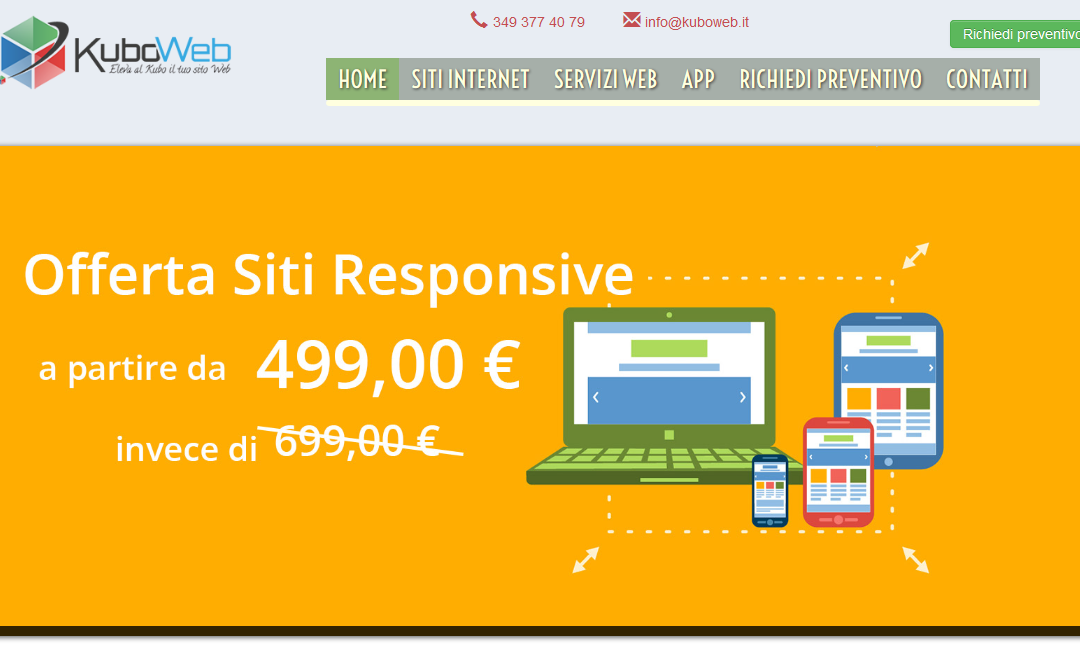 349 377 40 79
info@kuboweb.it
Richiedi preventivo
KuboWeb
Eleva al Kubo il tuo sito Web
HOME SITI INTERNET SERVIZI WEB APP RICHIEDI PREVENTIVO CONTATTI
Offerta Siti Responsive
a partire da 499,00 €
invece di 699,00 €